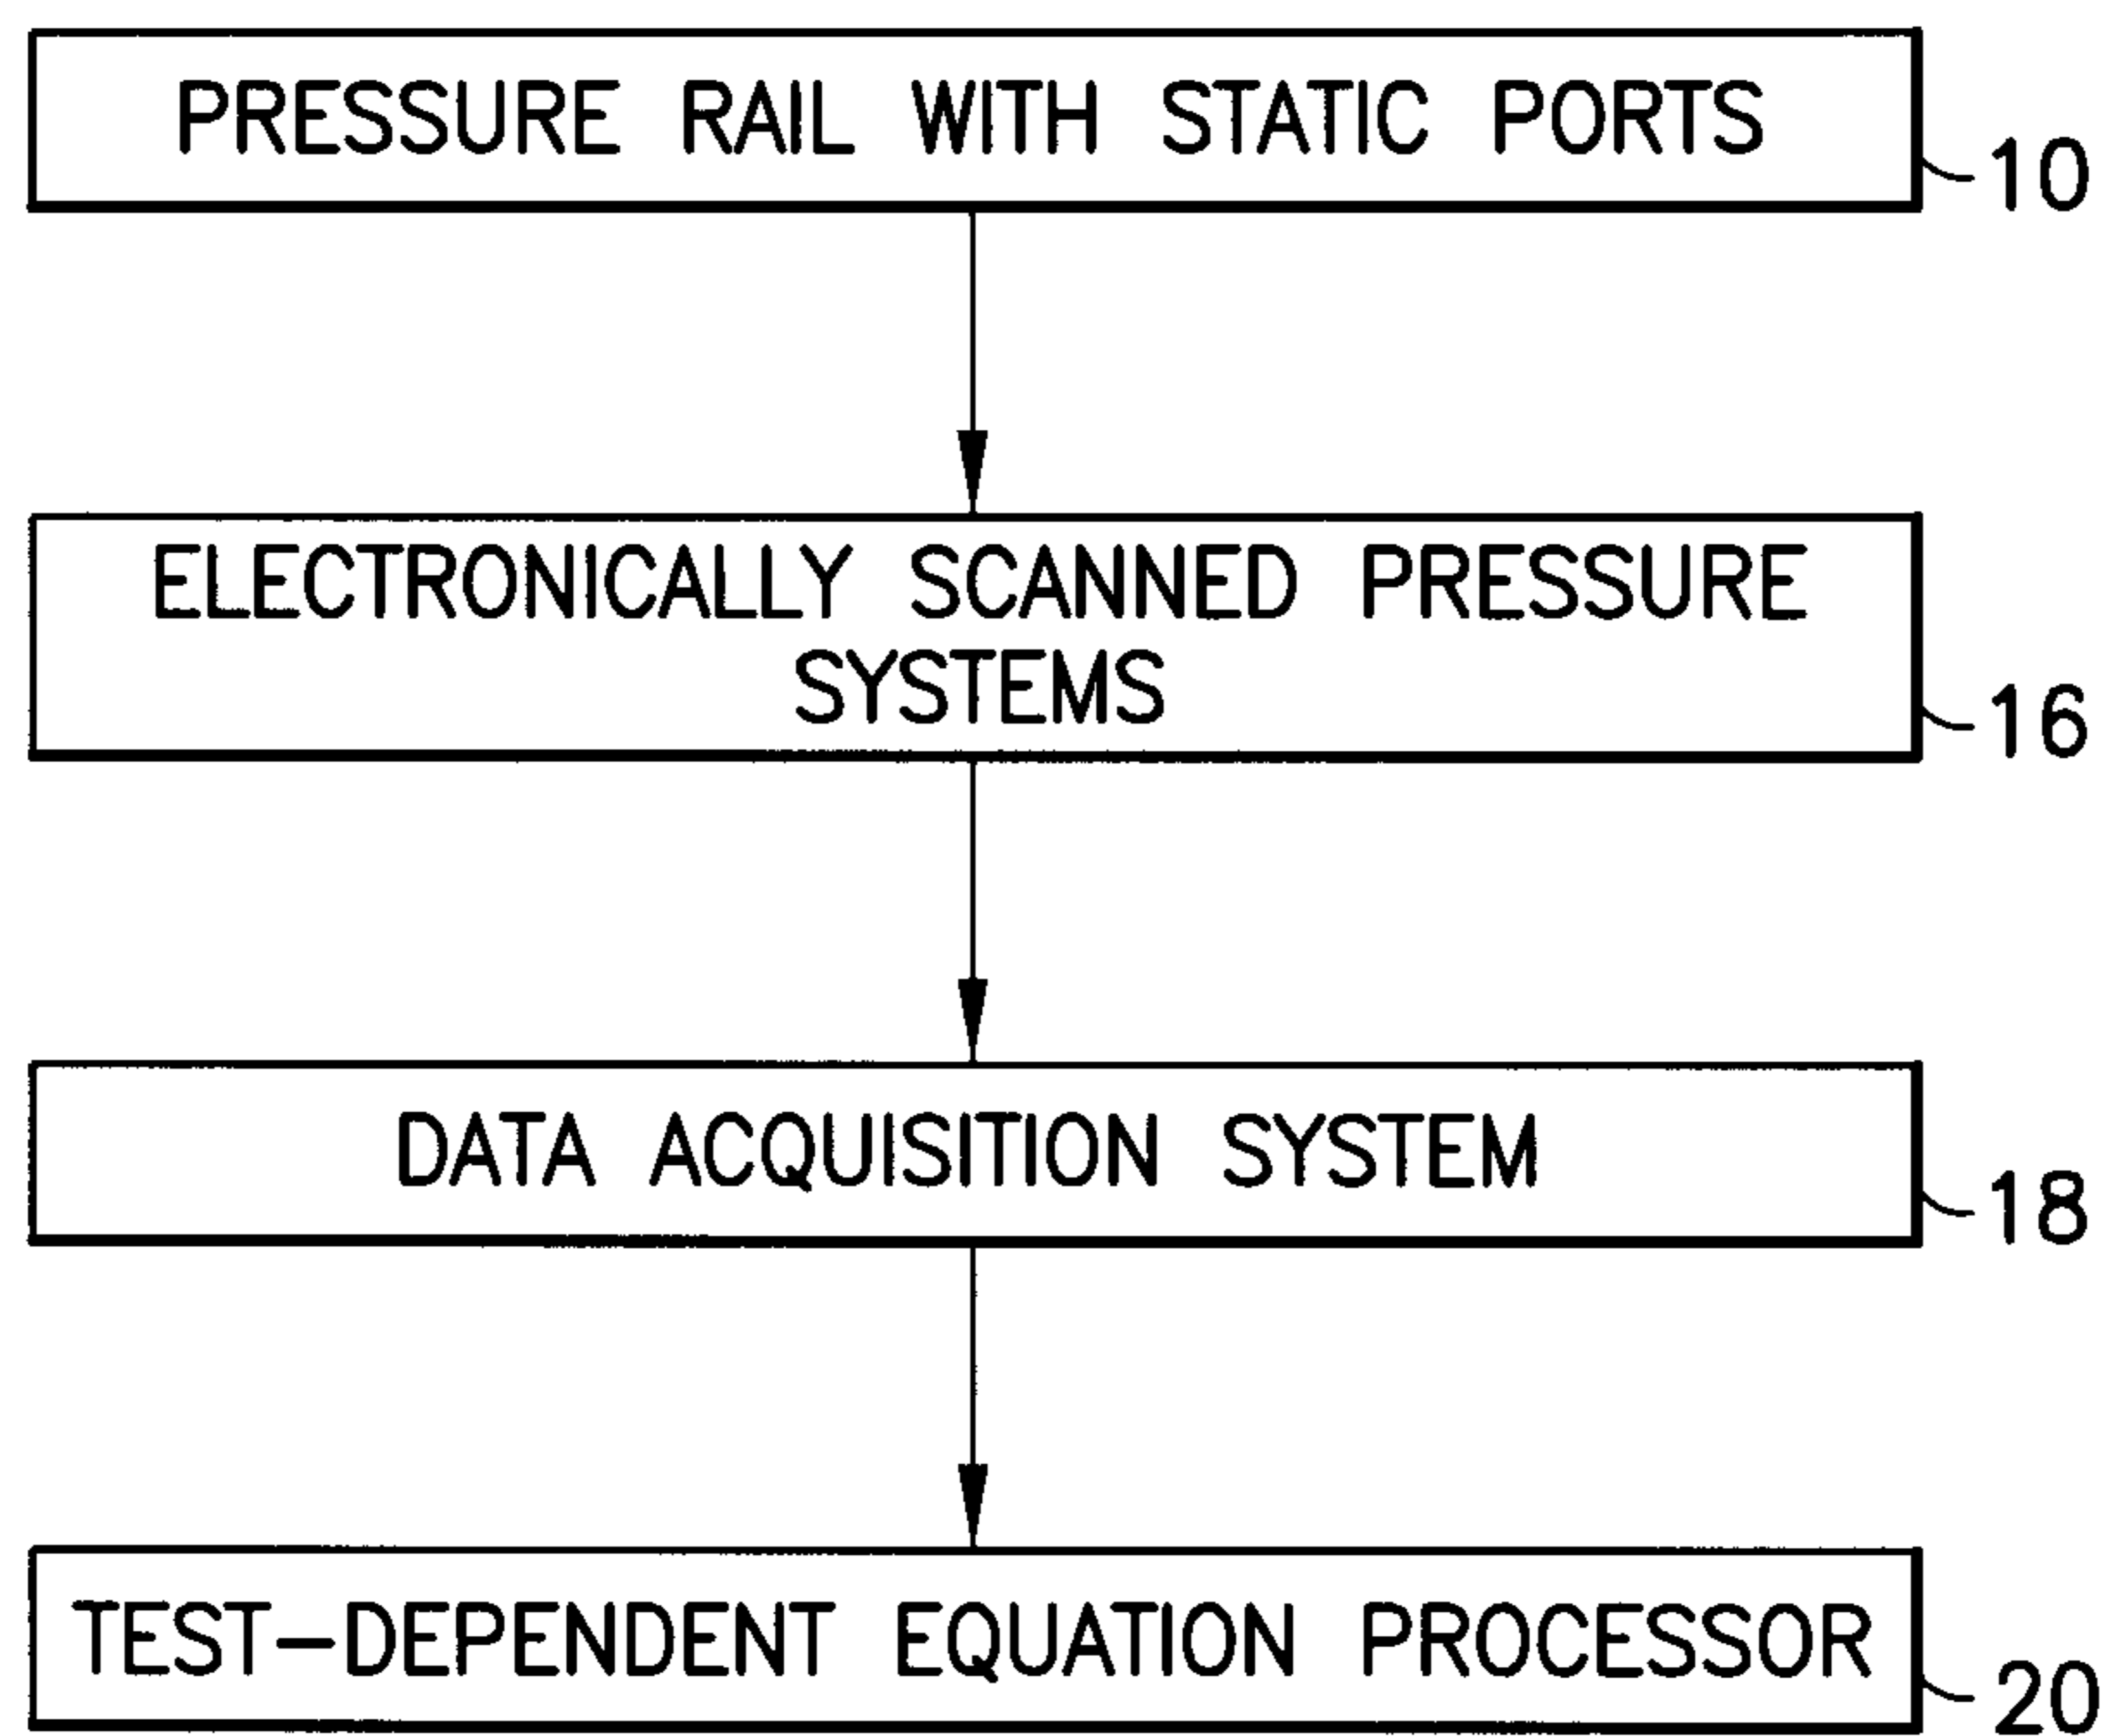 PRESSURE RAIL WITH STATIC PORTS
10
ELECTRONICALLY SCANNED PRESSURE
SYSTEMS
16
DATA ACQUISITION SYSTEM
18
TEST-DEPENDENT EQUATION PROCESSOR
20